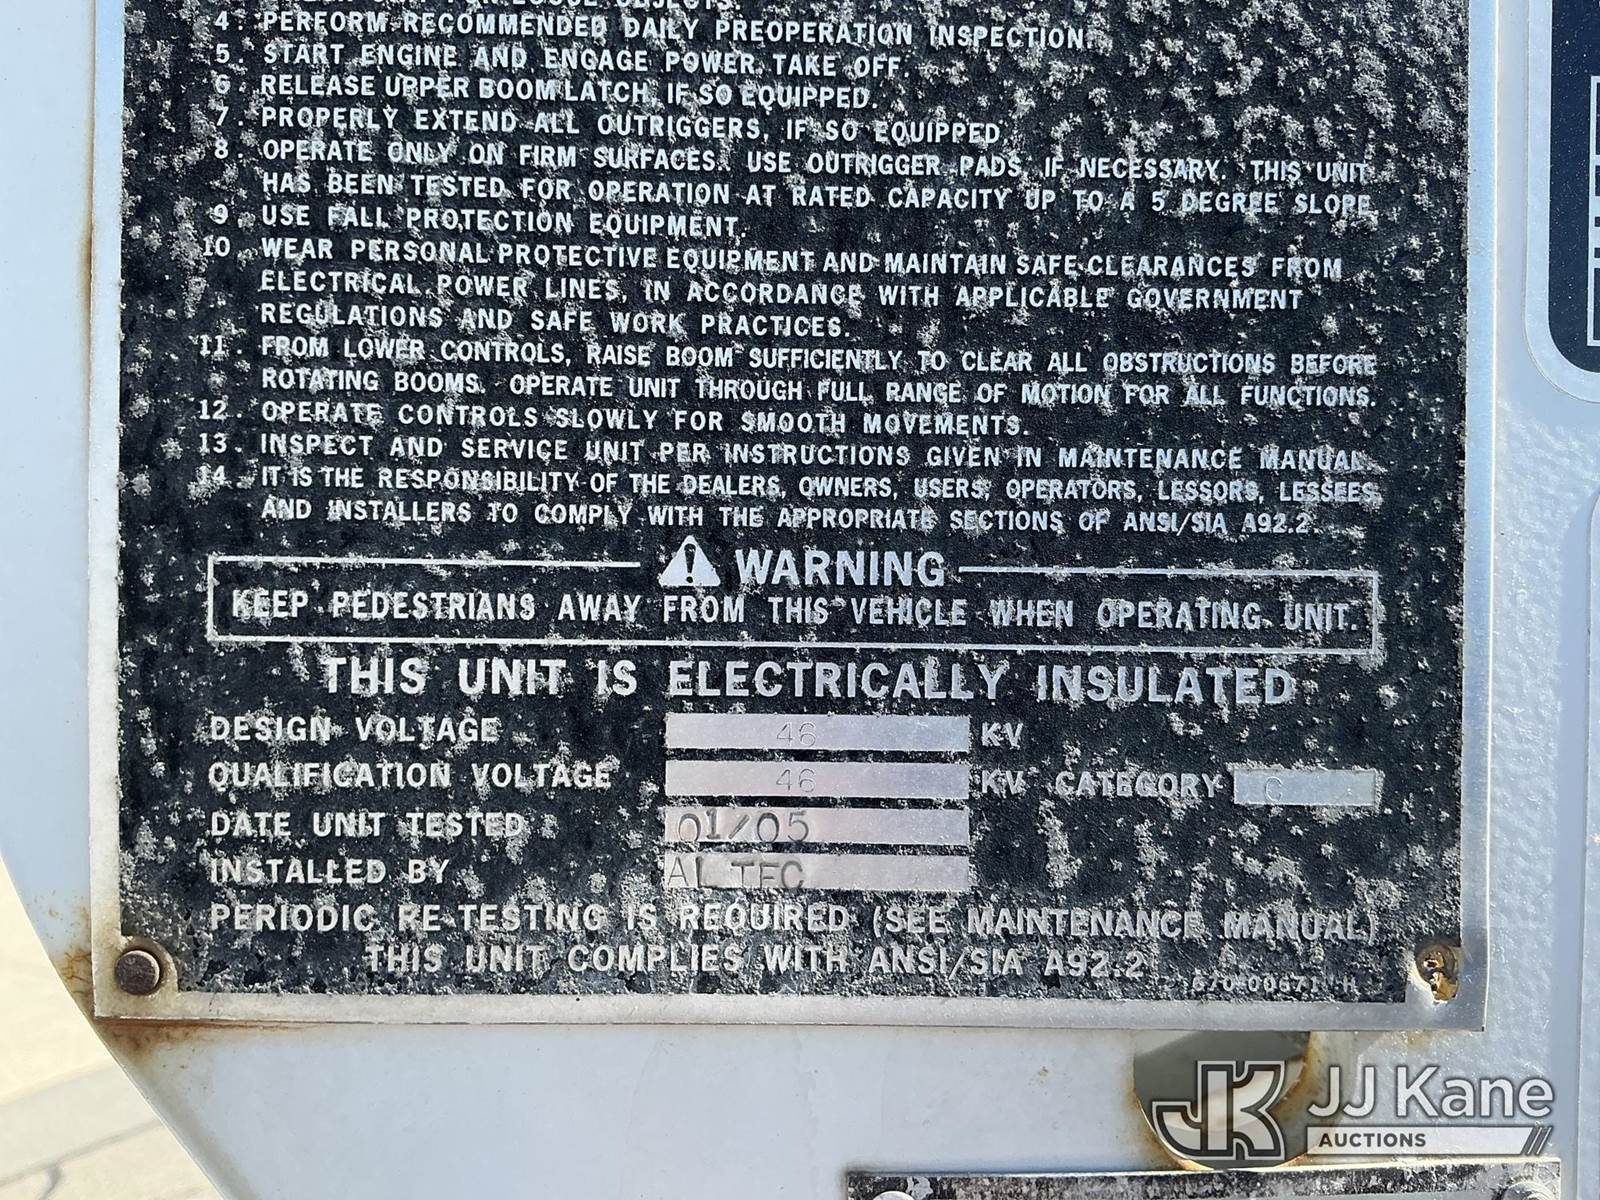 FOR LOOSE OBJECTS.
4. PERFORM RECOMMENDED DAILY PREOPERATION INSPECTION.
5. START ENGINE AND ENGAGE POWER TAKE OFF.
6. RELEASE UPPER BOOM LATCH, IF SO EQUIPPED.
7. PROPERLY EXTEND ALL OUTRIGGERS, IF SO EQUIPPED.
8. OPERATE ONLY ON FIRM SURFACES. USE OUTRIGGER PADS IF NECESSARY. THIS UNIT
HAS BEEN TESTED FOR OPERATION AT RATED CAPACITY UP TO A 5 DEGREE SLOPE.
9. USE FALL PROTECTION EQUIPMENT.
10. WEAR PERSONAL PROTECTIVE EQUIPMENT AND MAINTAIN SAFE CLEARANCES FROM
ELECTRICAL POWER LINES, IN ACCORDANCE WITH APPLICABLE GOVERNMENT
REGULATIONS AND SAFE WORK PRACTICES.
11. FROM LOWER CONTROLS, RAISE BOOM SUFFICIENTLY TO CLEAR ALL OBSTRUCTIONS BEFORE
ROTATING BOOMS. OPERATE UNIT THROUGH FULL RANGE OF MOTION FOR ALL FUNCTIONS.
12. OPERATE CONTROLS SLOWLY FOR SMOOTH MOVEMENTS.
13. INSPECT AND SERVICE UNIT PER INSTRUCTIONS GIVEN IN MAINTENANCE MANUAL.
14. IT IS THE RESPONSIBILITY OF THE DEALERS, OWNERS, USERS, OPERATORS, LESSORS, LESSEES
AND INSTALLERS TO COMPLY WITH THE APPROPRIATE SECTIONS OF ANSI/SIA A92.2
WARNING
KEEP PEDESTRIANS AWAY FROM THIS VEHICLE WHEN OPERATING UNIT.
THIS UNIT IS ELECTRICALLY INSULATED
DESIGN VOLTAGE 46 KV
QUALIFICATION VOLTAGE 46 KV CATEGORY C
DATE UNIT TESTED 01/05
INSTALLED BY ALTEC
PERIODIC RE-TESTING IS REQUIRED (SEE MAINTENANCE MANUAL)
THIS UNIT COMPLIES WITH ANSI/SIA A92.2
670-00671 H
JK JJ Kane
AUCTIONS